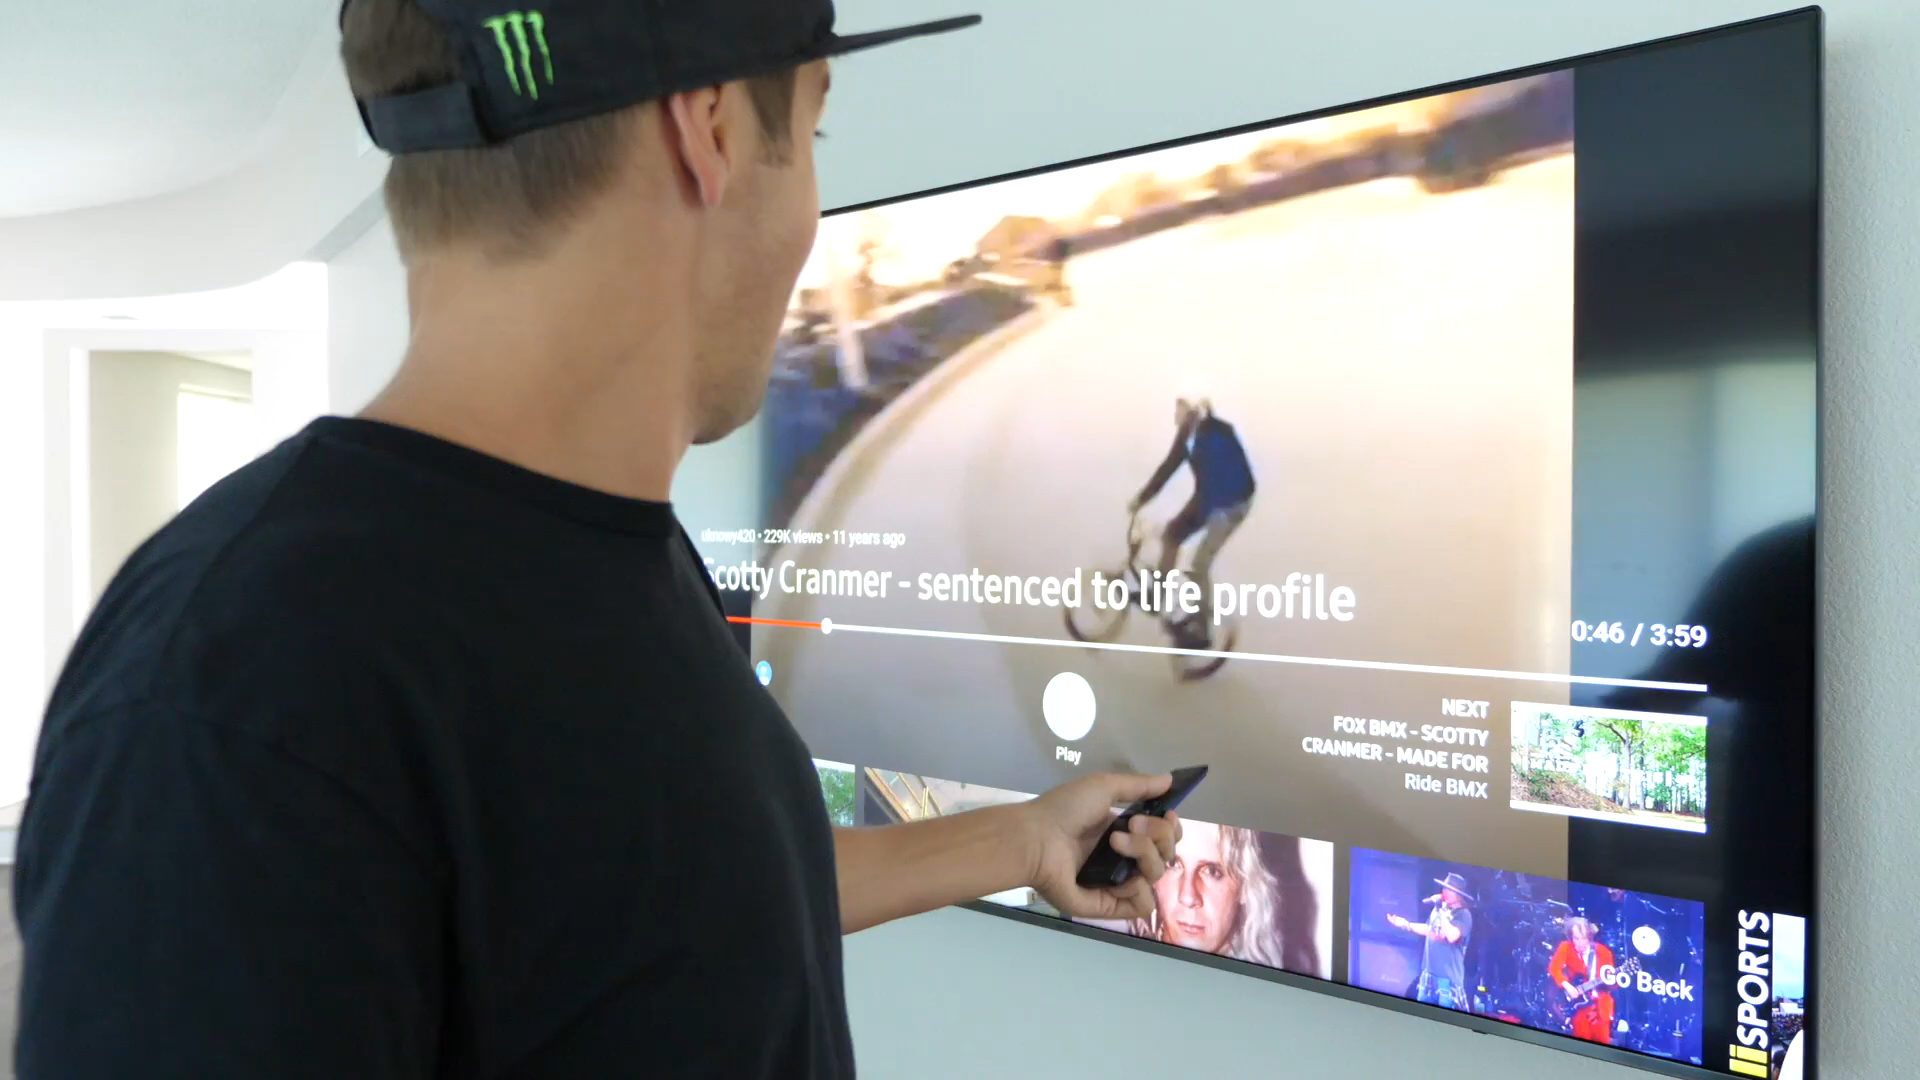 • 229K views • 11 years ago
Scotty Cranmer - sentenced to life profile
0:46 / 3:59
Play
NEXT
FOX BMX - SCOTTY
CRANMER - MADE FOR
Ride BMX
Go Back
SPORTS